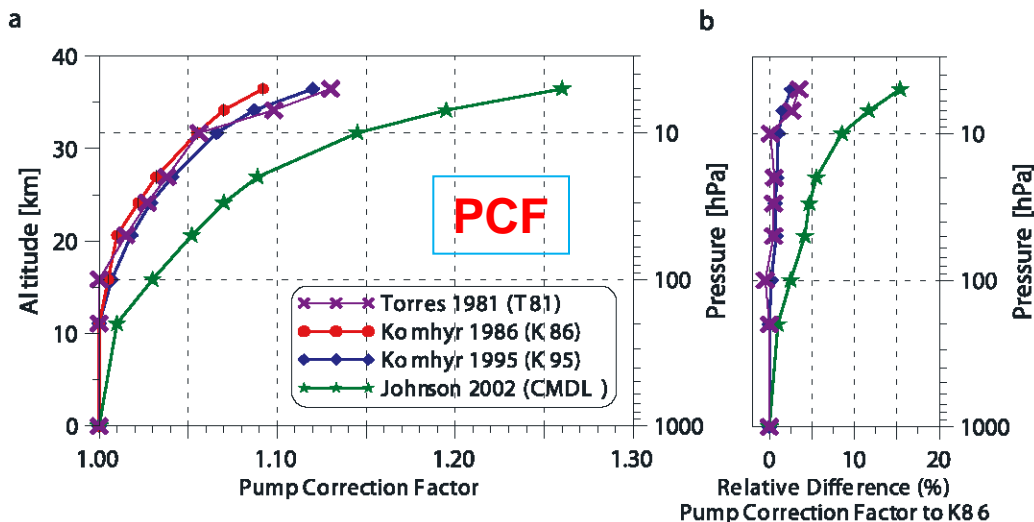 a
40
30
20
10
0
Altitude [km]
1.00
1.10
1.20
1.30
Pump Correction Factor
10
100
1000
Pressure [hPa]
PCF
Torres 1981 (T81)
Komhyr 1986 (K86)
Komhyr 1995 (K95)
Johnson 2002 (CMDL )
b
10
100
1000
Pressure [hPa]
0
10
20
Relative Difference (%)
Pump Correction Factor to K86